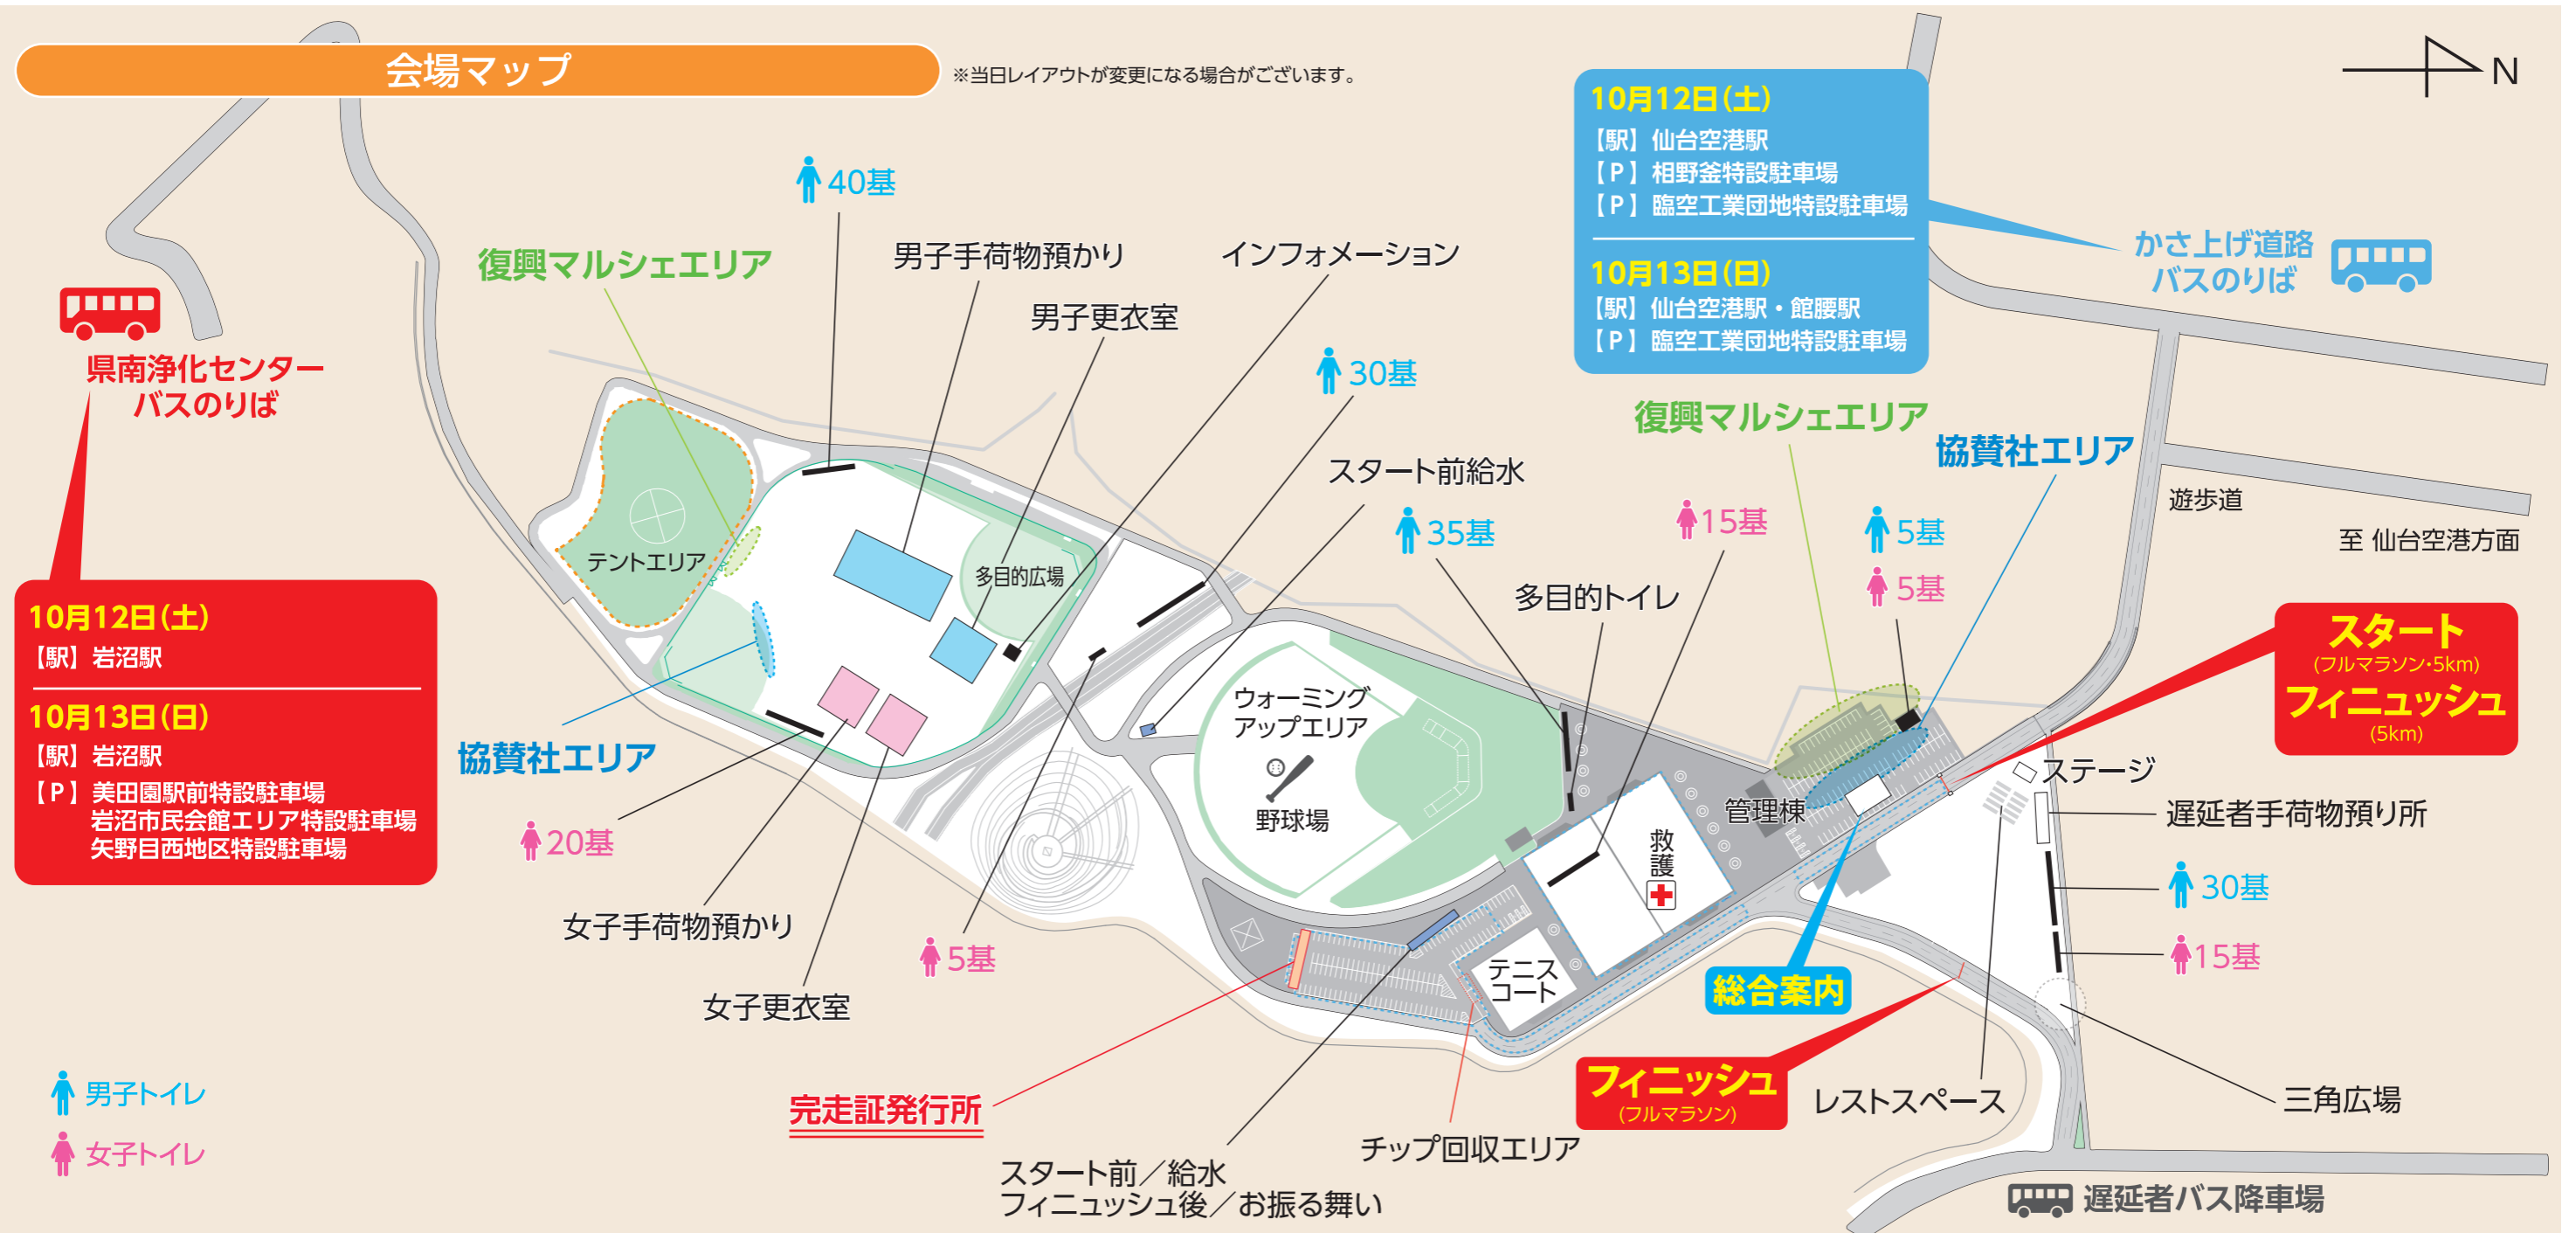 会場マップ
※当日レイアウトが変更になる場合がございます。
N
10月12日(土)
【駅】仙台空港駅
【P】相野釜特設駐車場
【P】臨空工業団地特設駐車場
10月13日(日)
【駅】仙台空港駅・館腰駅
【P】臨空工業団地特設駐車場
かさ上げ道路
バスのりば
40基
復興マルシェエリア
男子手荷物預かり
インフォメーション
男子更衣室
30基
県南浄化センター
バスのりば
復興マルシェエリア
協賛社エリア
スタート前給水
35基
15基
5基
5基
遊歩道
至 仙台空港方面
テントエリア
多目的広場
多目的トイレ
10月12日(土)
【駅】岩沼駅
10月13日(日)
【駅】岩沼駅
【P】美田園駅前特設駐車場
岩沼市民会館エリア特設駐車場
矢野目西地区特設駐車場
スタート
(フルマラソン・5km)
フィニュッシュ
(5km)
ウォーミング
アップエリア
野球場
協賛社エリア
20基
管理棟
救護
ステージ
遅延者手荷物預り所
30基
15基
女子手荷物預かり
5基
女子更衣室
テニス
コート
総合案内
フィニッシュ
(フルマラソン)
レストスペース
三角広場
完走証発行所
チップ回収エリア
スタート前／給水
フィニュッシュ後／お振る舞い
男子トイレ
女子トイレ
遅延者バス降車場